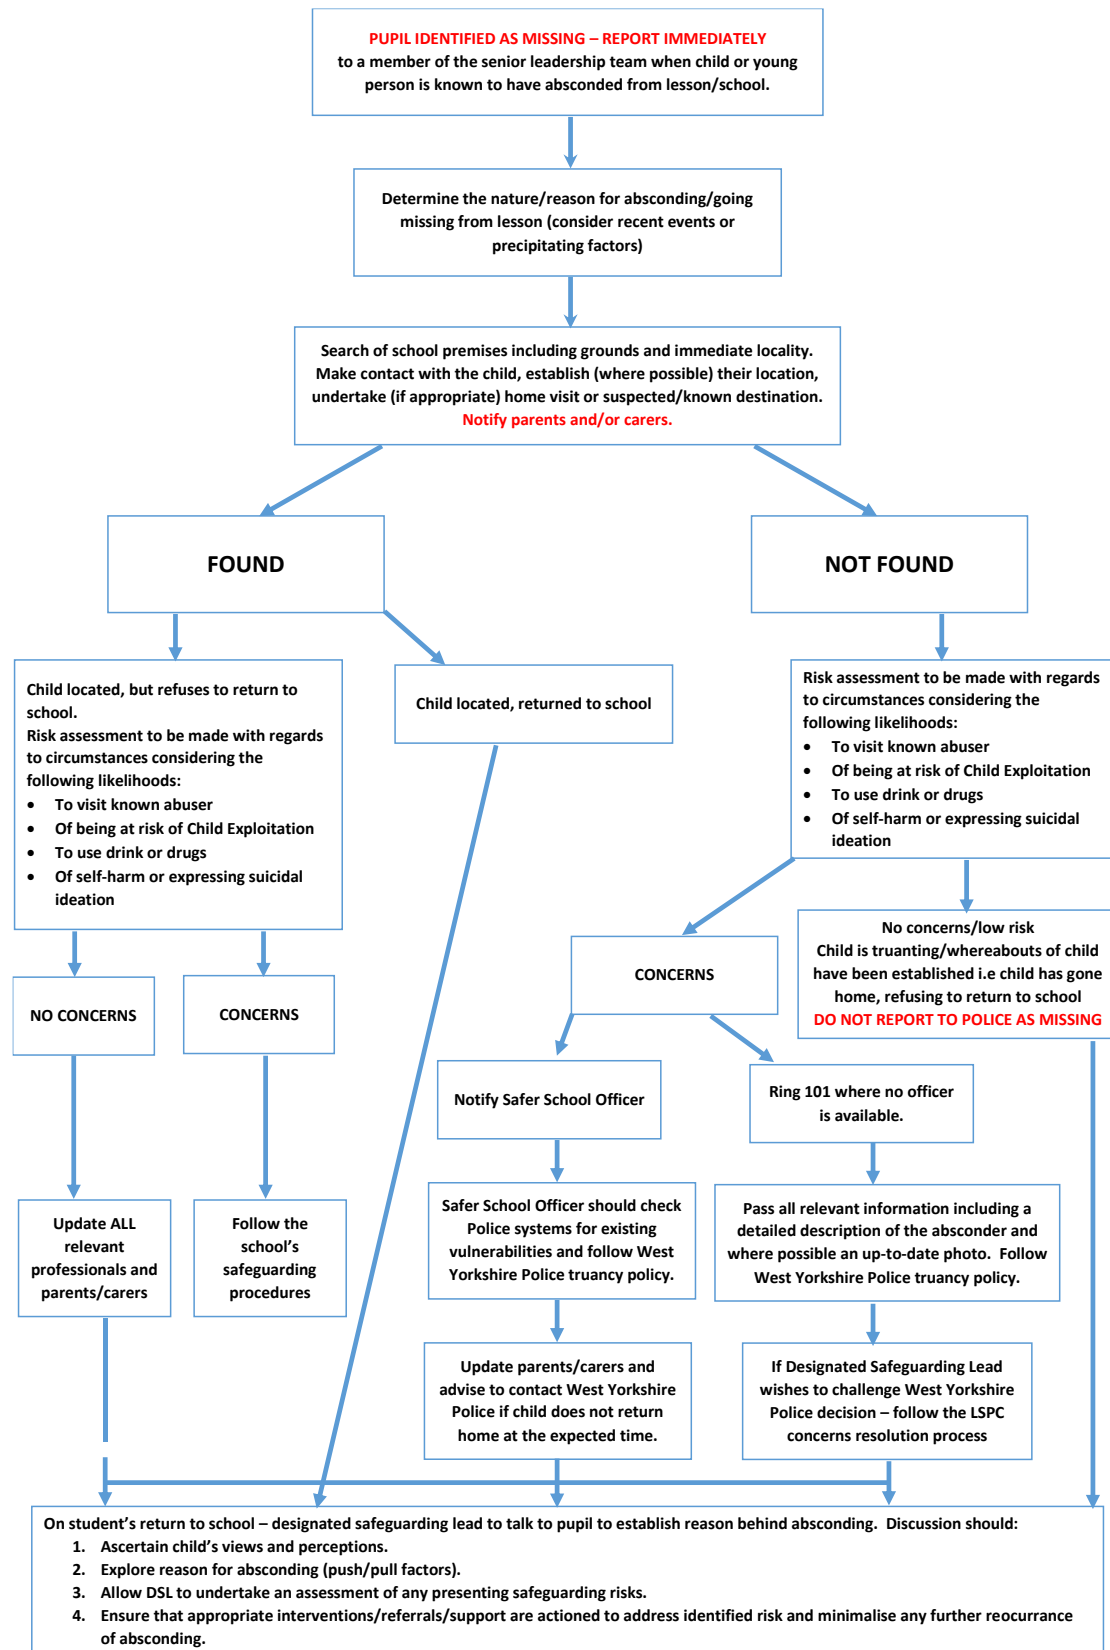 PUPIL IDENTIFIED AS MISSING – REPORT IMMEDIATELY
to a member of the senior leadership team when child or young
person is known to have absconded from lesson/school.
Determine the nature/reason for absconding/going
missing from lesson (consider recent events or
precipitating factors)
Search of school premises including grounds and immediate locality.
Make contact with the child, establish (where possible) their location,
undertake (if appropriate) home visit or suspected/known destination.
Notify parents and/or carers.
FOUND
NOT FOUND
Child located, but refuses to return to
school.
Risk assessment to be made with regards
to circumstances considering the
following likelihoods:
• To visit known abuser
• Of being at risk of Child Exploitation
• To use drink or drugs
• Of self-harm or expressing suicidal
ideation
Child located, returned to school
Risk assessment to be made with regards
to circumstances considering the
following likelihoods:
• To visit known abuser
• Of being at risk of Child Exploitation
• To use drink or drugs
• Of self-harm or expressing suicidal
ideation
NO CONCERNS
CONCERNS
CONCERNS
No concerns/low risk
Child is truanting/whereabouts of child
have been established i.e child has gone
home, refusing to return to school
DO NOT REPORT TO POLICE AS MISSING
Notify Safer School Officer
Ring 101 where no officer
is available.
Update ALL
relevant
professionals and
parents/carers
Follow the
school's
safeguarding
procedures
Safer School Officer should check
Police systems for existing
vulnerabilities and follow West
Yorkshire Police truancy policy.
Pass all relevant information including a
detailed description of the absconder and
where possible an up-to-date photo.  Follow
West Yorkshire Police truancy policy.
Update parents/carers and
advise to contact West Yorkshire
Police if child does not return
home at the expected time.
If Designated Safeguarding Lead
wishes to challenge West Yorkshire
Police decision – follow the LSPC
concerns resolution process
On student's return to school – designated safeguarding lead to talk to pupil to establish reason behind absconding.  Discussion should:
1. Ascertain child's views and perceptions.
2. Explore reason for absconding (push/pull factors).
3. Allow DSL to undertake an assessment of any presenting safeguarding risks.
4. Ensure that appropriate interventions/referrals/support are actioned to address identified risk and minimalise any further reocurrance
of absconding.